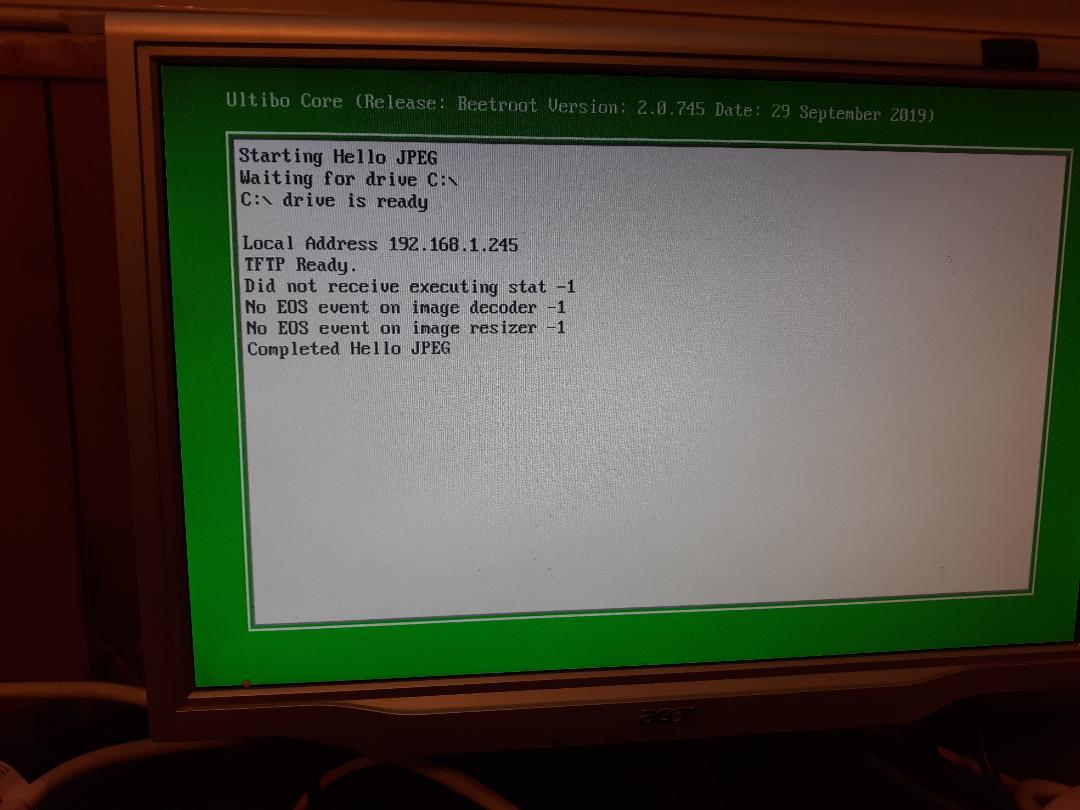 Ultibo Core (Release: Beetroot Version: 2.0.745 Date: 29 September 2019)
Starting Hello JPEG
Waiting for drive C:\
C:\ drive is ready
Local Address 192.168.1.245
TFTP Ready.
Did not receive executing stat -1
No EOS event on image decoder -1
No EOS event on image resizer -1
Completed Hello JPEG
acer